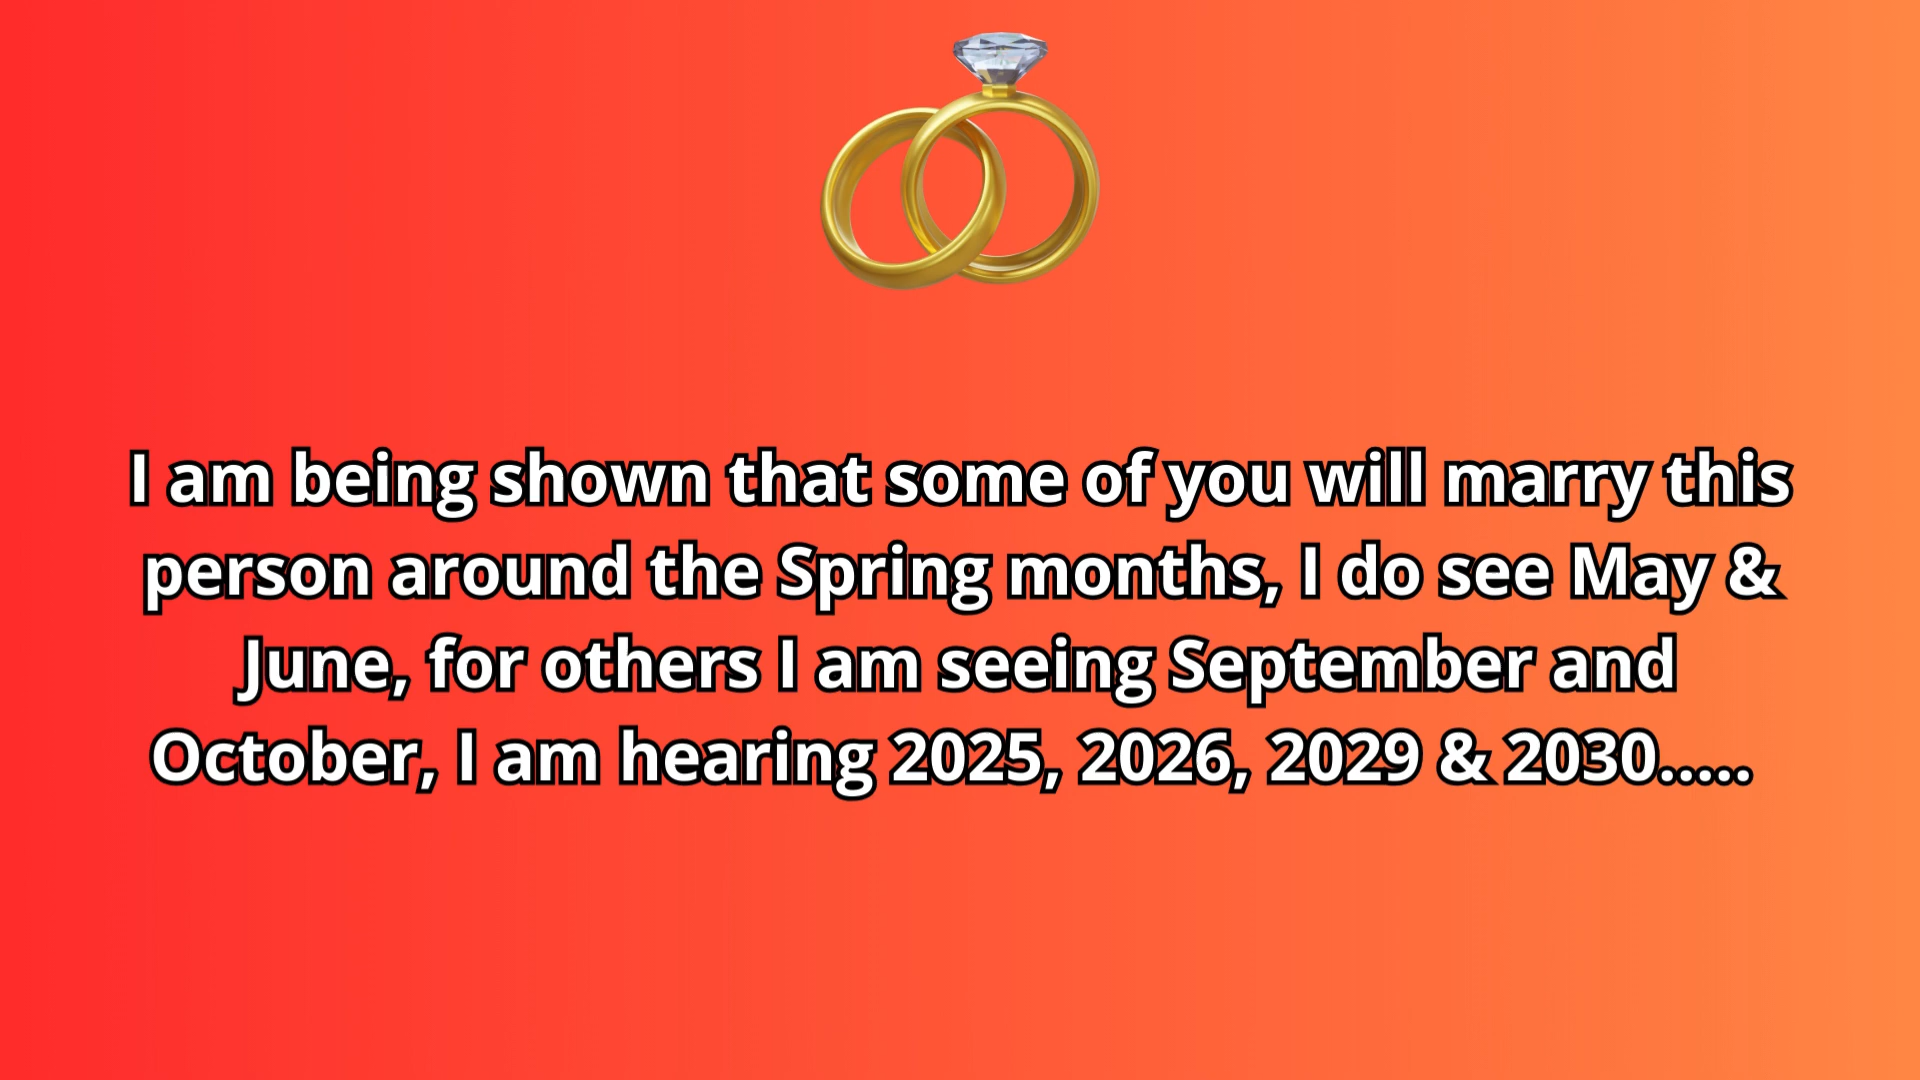 I am being shown that some of you will marry this
person around the Spring months, I do see May &
June, for others I am seeing September and
October, I am hearing 2025, 2026, 2029 & 2030.....